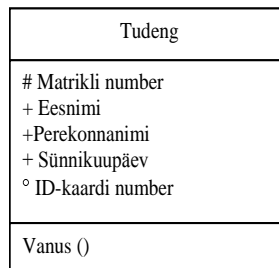 Tudeng
# Matrikli number
+ Eesnimi
+Perekonnanimi
+ Sünnikuupäev
° ID-kaardi number
Vanus ()